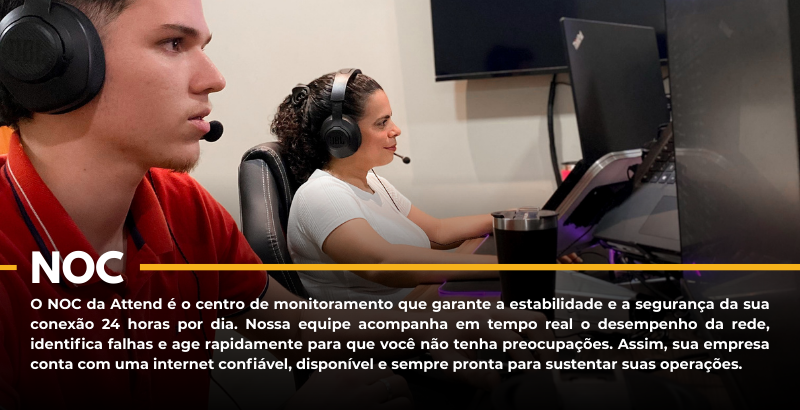 NOC
O NOC da Attend é o centro de monitoramento que garante a estabilidade e a segurança da sua
conexão 24 horas por dia. Nossa equipe acompanha em tempo real o desempenho da rede,
identifica falhas e age rapidamente para que você não tenha preocupações. Assim, sua empresa
conta com uma internet confiável, disponível e sempre pronta para sustentar suas operações.